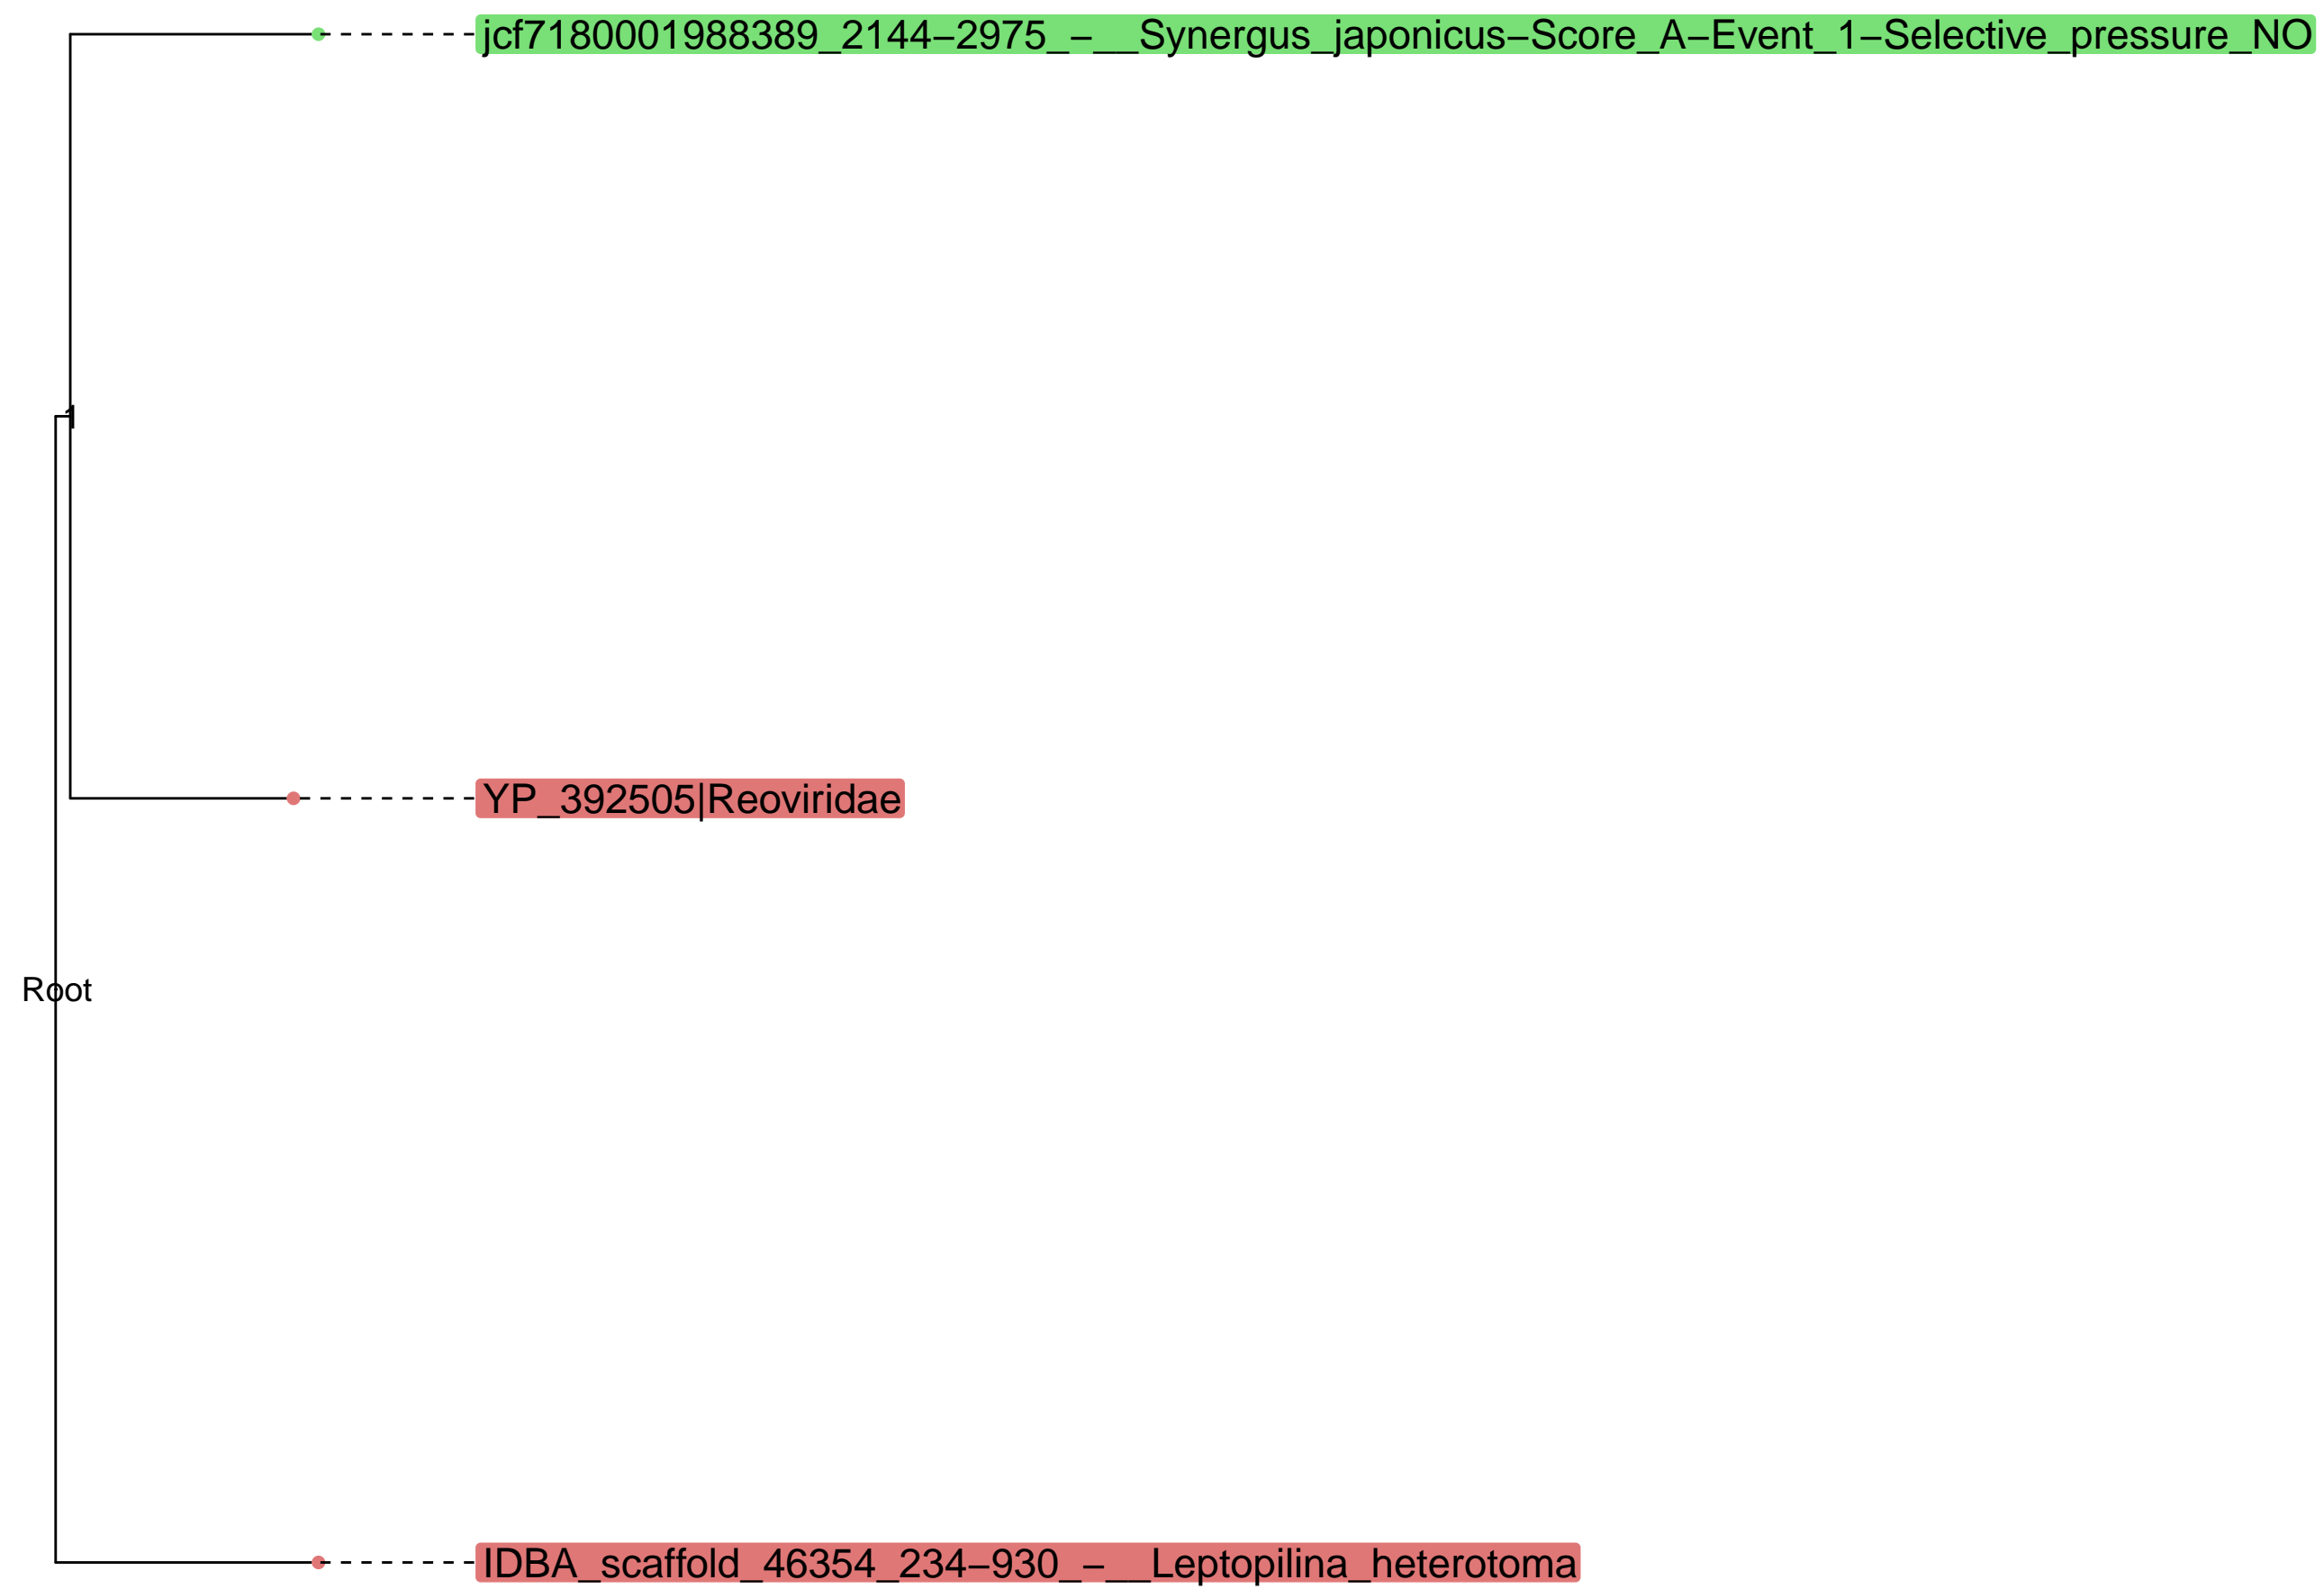 jcf7180001988389_2144−2975_−__Synergus_japonicus−Score_A−Event_1−Selective_pressure_NO
1
YP_392505|Reoviridae
Root
IDBA_scaffold_46354_234−930_−__Leptopilina_heterotoma